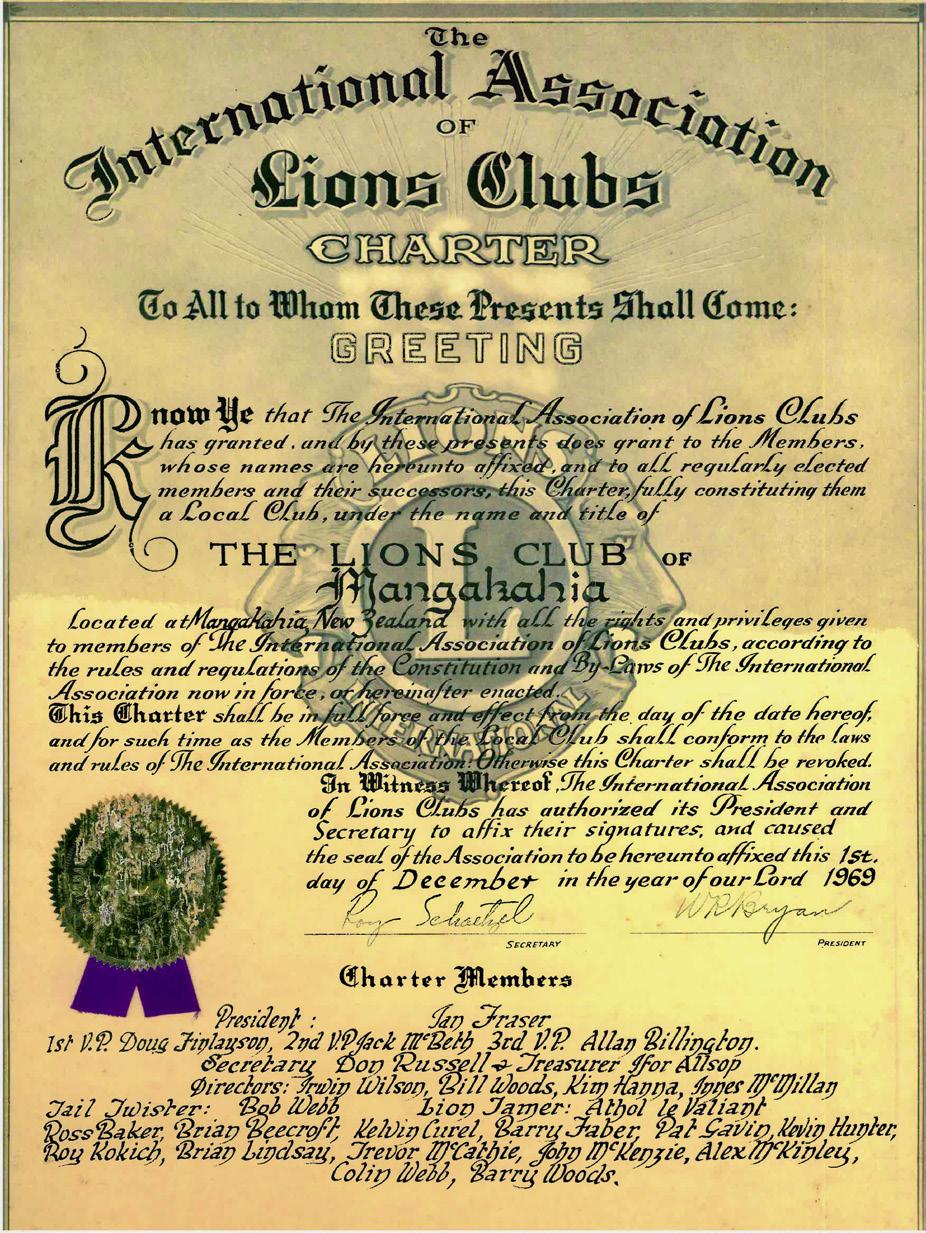 The
International Association
OF
Lions Clubs
CHARTER
To All to Whom These Presents Shall Come:
GREETING
Know Ye that The International Association of Lions Clubs
has granted, and by these presents does grant to the Members,
whose names are hereunto affixed, and to all regularly elected
members and their successors, this Charter, fully constituting them
a Local Club, under the name and title of
THE LIONS CLUB OF
Mangakahia
Located at Mangakahia, New Zealand with all the rights and privileges given
to members of The International Association of Lions Clubs, according to
the rules and regulations of the Constitution and By-Laws of The International
Association now in force, or hereinafter enacted.
This Charter shall be in full force and effect from the day of the date hereof,
and for such time as the Members of the Local Club shall conform to the laws
and rules of The International Association. Otherwise this Charter shall be revoked.
In Witness Whereof, The International Association
of Lions Clubs has authorized its President and
Secretary to affix their signatures, and caused
the seal of the Association to be hereunto affixed this 1st.
day of December in the year of our Lord 1969
Roy Schaetzel WR Bryan
SECRETARY PRESIDENT
Charter Members
President: Ian Fraser
1st V.P. Doug Finlayson, 2nd V.P Jack McBeth 3rd V.P. Allan Billington.
Secretary Don Russell & Treasurer Ifor Allsop
Directors: Irwin Wilson, Bill Woods, Kim Hanna, Innes McMillan
Tail Twister: Bob Webb Lion Tamer: Athol le Valiant
Ross Baker, Brian Beecroft, Kelvin Curel, Barry Faber, Pat Gavin, Kevin Hunter,
Roy Kokich, Brian Lindsay, Trevor McCathie, John McKenzie, Alex McKinley,
Colin Webb, Barry Woods.
LIONS
L
INTERNATIONAL